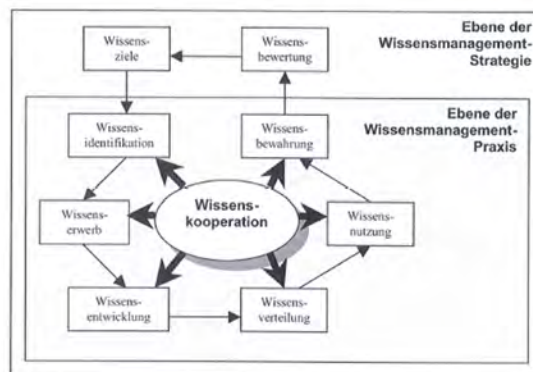 Ebene der
Wissensmanagement-
Strategie
Wissens-
ziele
Wissens-
bewertung
Ebene der
Wissensmanagement-
Praxis
Wissens-
identifikation
Wissens-
bewahrung
Wissens-
erwerb
Wissens-
kooperation
Wissens-
nutzung
Wissens-
entwicklung
Wissens-
verteilung